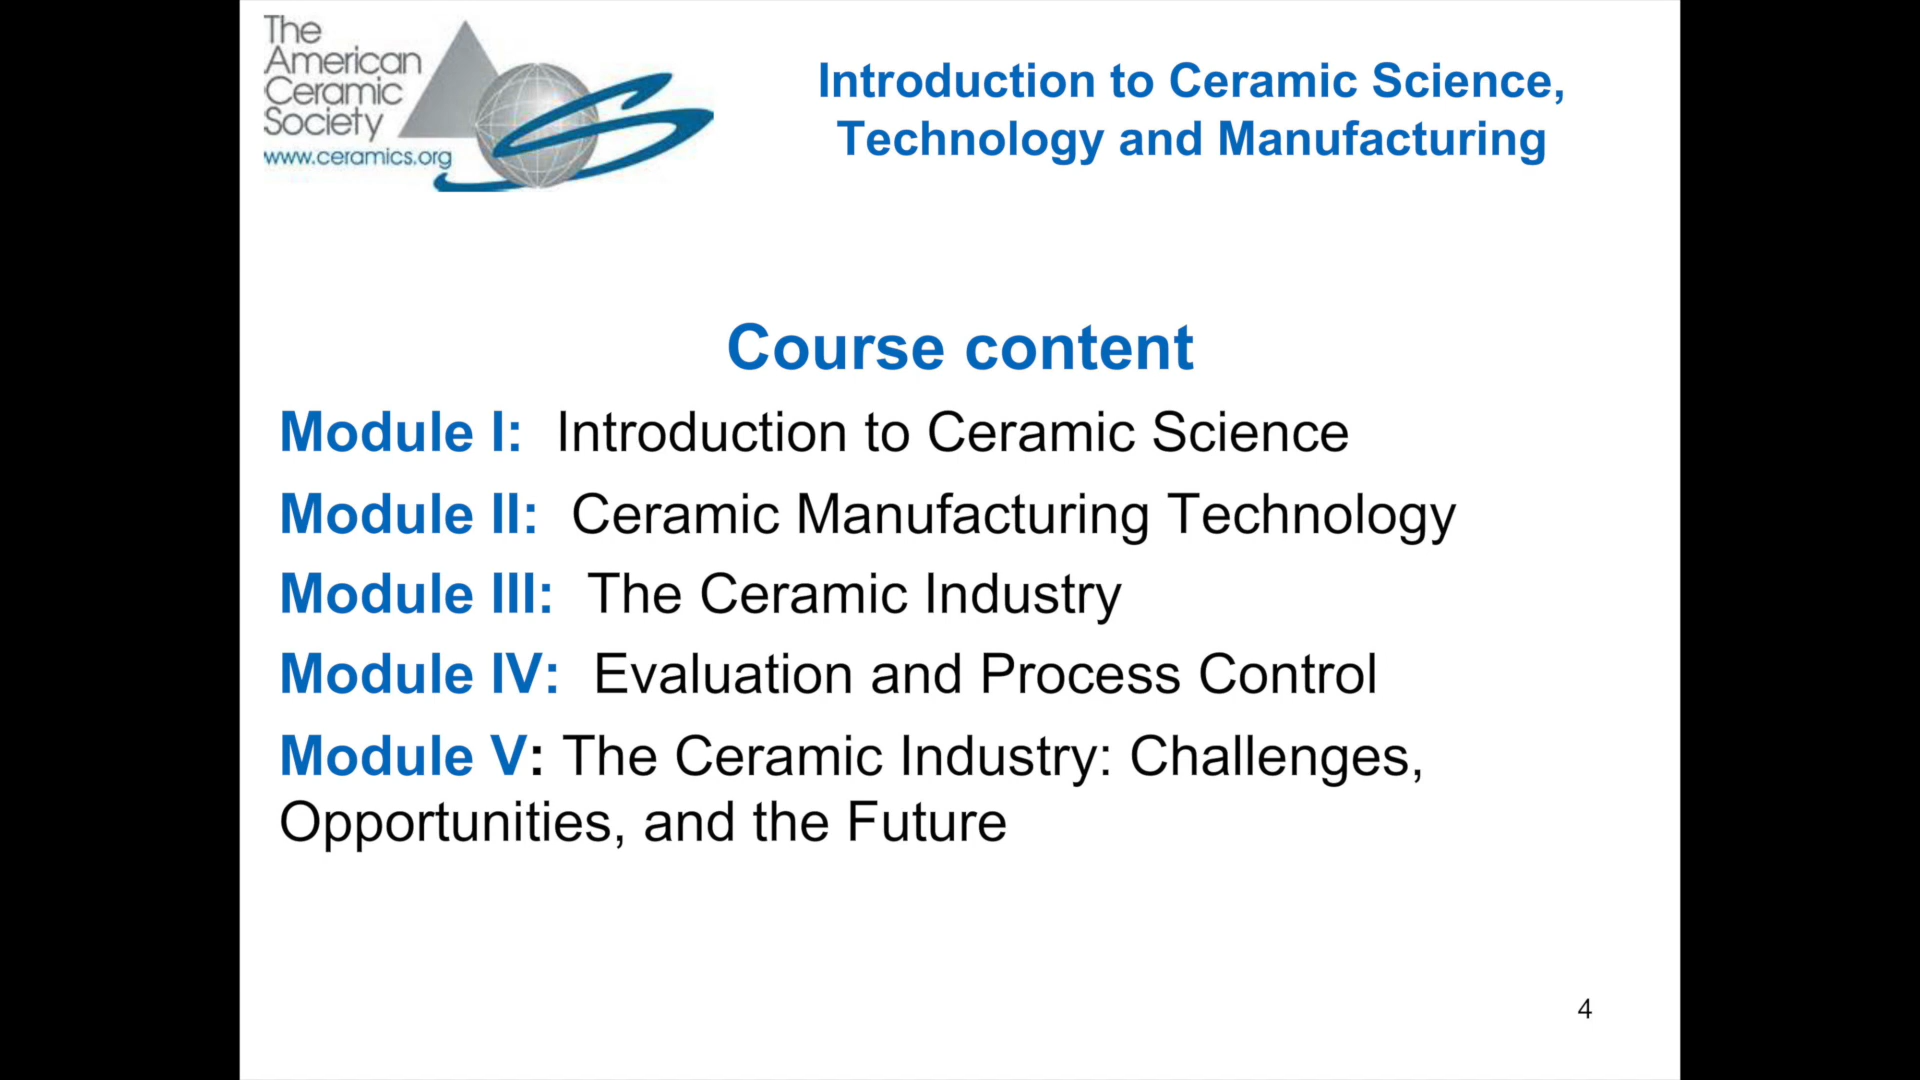 The
American
Ceramic
Society
www.ceramics.org
Introduction to Ceramic Science,
Technology and Manufacturing
Course content
Module I: Introduction to Ceramic Science
Module II: Ceramic Manufacturing Technology
Module III: The Ceramic Industry
Module IV: Evaluation and Process Control
Module V: The Ceramic Industry: Challenges,
Opportunities, and the Future
4